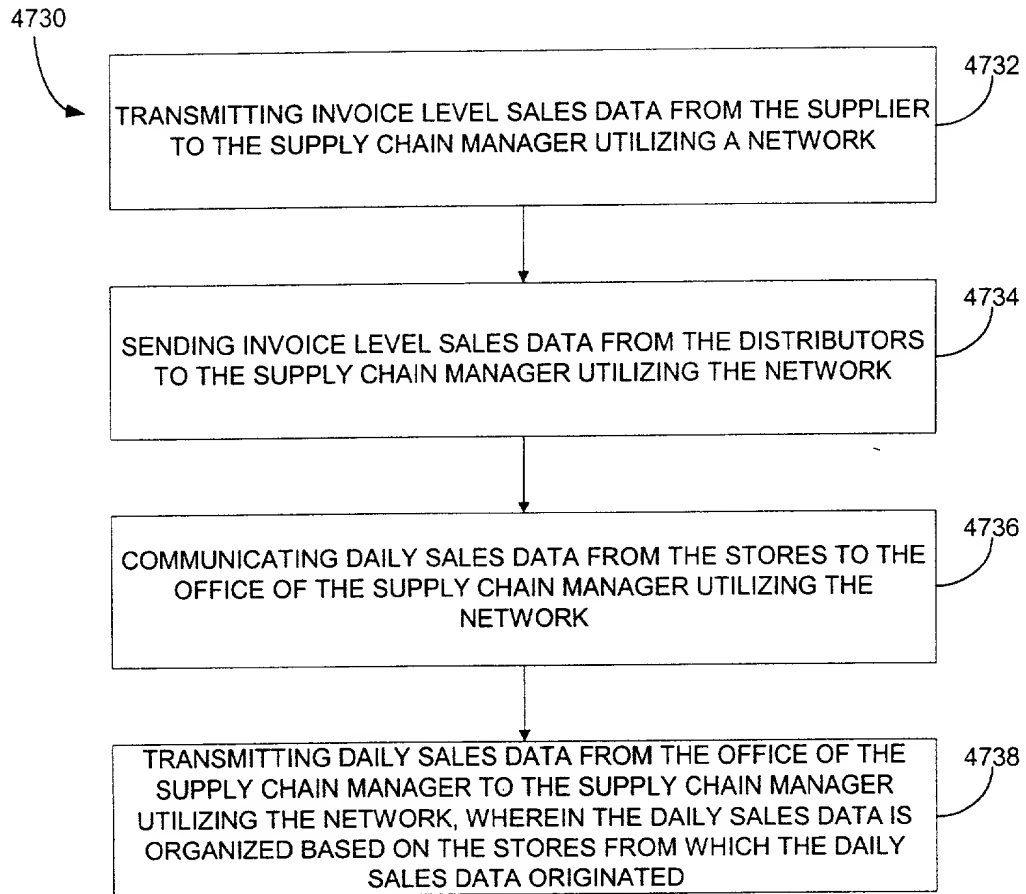 4730
4732
TRANSMITTING INVOICE LEVEL SALES DATA FROM THE SUPPLIER
TO THE SUPPLY CHAIN MANAGER UTILIZING A NETWORK
4734
SENDING INVOICE LEVEL SALES DATA FROM THE DISTRIBUTORS
TO THE SUPPLY CHAIN MANAGER UTILIZING THE NETWORK
4736
COMMUNICATING DAILY SALES DATA FROM THE STORES TO THE
OFFICE OF THE SUPPLY CHAIN MANAGER UTILIZING THE
NETWORK
4738
TRANSMITTING DAILY SALES DATA FROM THE OFFICE OF THE
SUPPLY CHAIN MANAGER TO THE SUPPLY CHAIN MANAGER
UTILIZING THE NETWORK, WHEREIN THE DAILY SALES DATA IS
ORGANIZED BASED ON THE STORES FROM WHICH THE DAILY
SALES DATA ORIGINATED